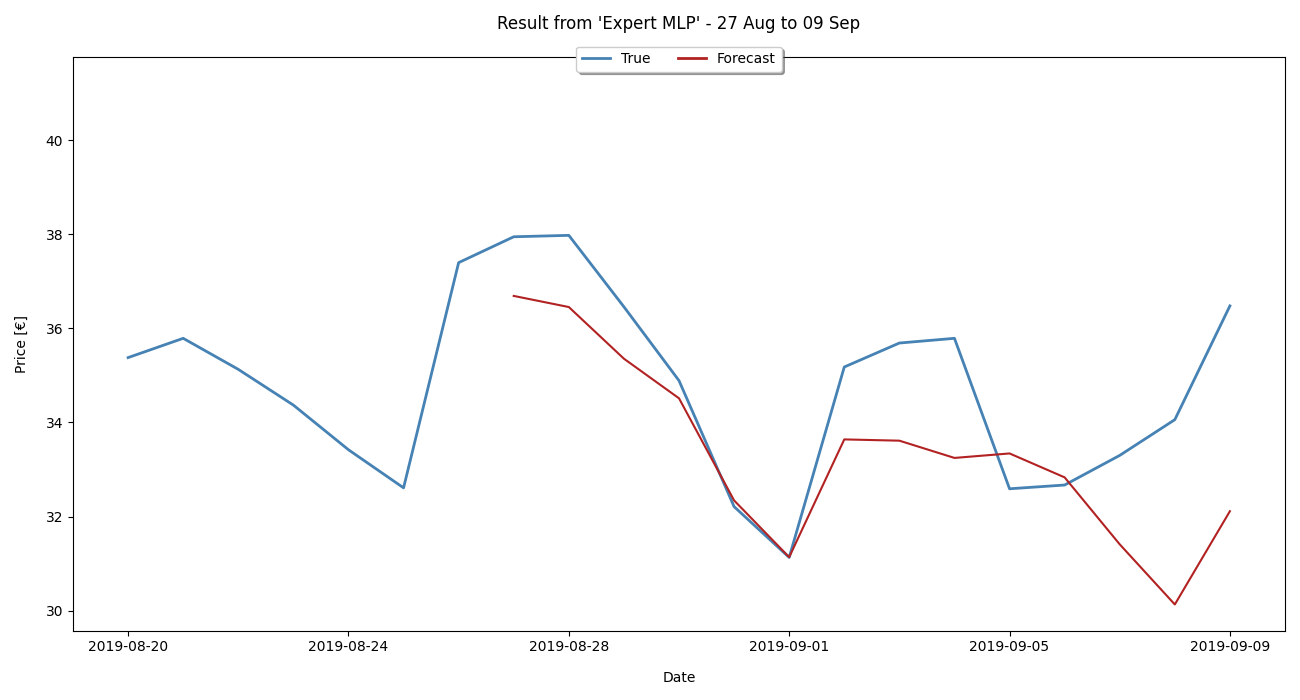 Result from 'Expert MLP' - 27 Aug to 09 Sep
True Forecast
Price [€]
40
38
36
34
32
30
2019-08-20 2019-08-24 2019-08-28 2019-09-01 2019-09-05 2019-09-09
Date